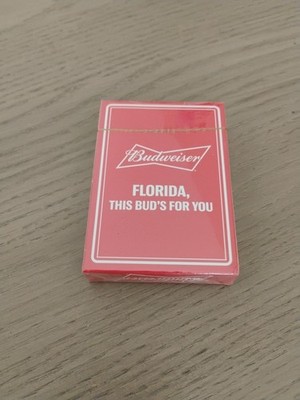 Budweiser
FLORIDA,
THIS BUD'S FOR YOU